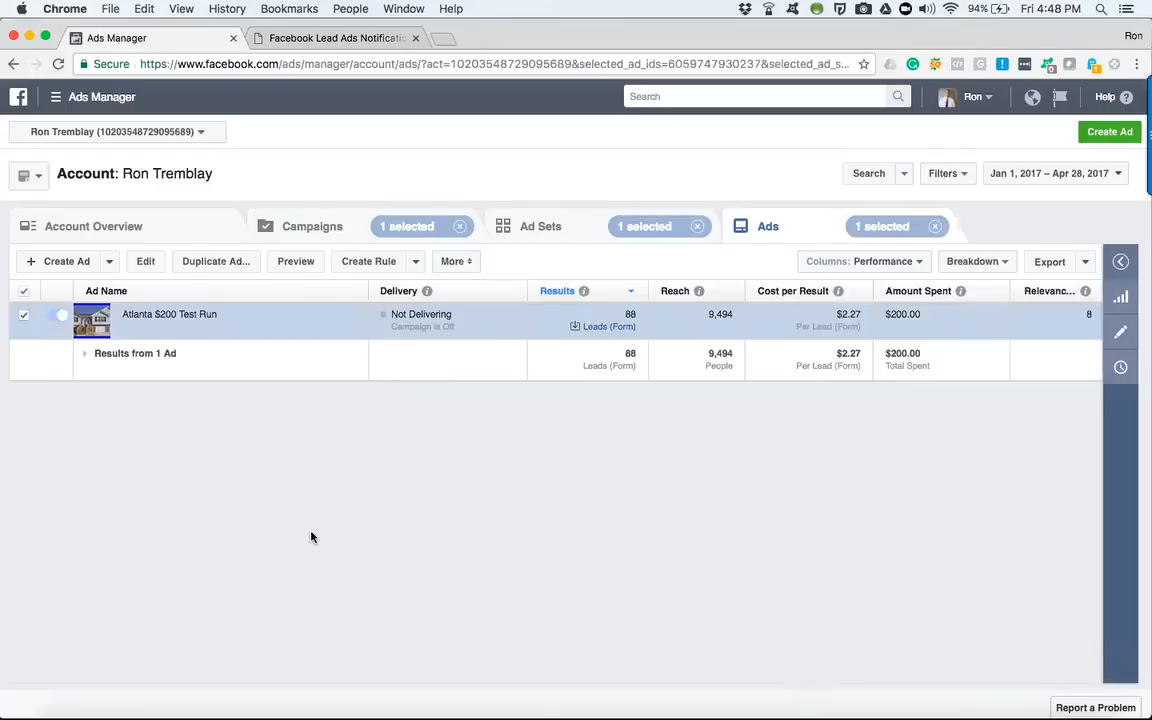 Chrome File Edit View History Bookmarks People Window Help 94% Fri 4:48 PM
Ads Manager Facebook Lead Ads Notificati Ron
Secure https://www.facebook.com/ads/manager/account/ads/?act=10203548729095689&selected_ad_ids=6059747930237&selected_ad_s...
Ads Manager Search Ron Help
Ron Tremblay (10203548729095689) Create Ad
Account: Ron Tremblay Search Filters Jan 1, 2017 – Apr 28, 2017
Account Overview Campaigns 1 selected Ad Sets 1 selected Ads 1 selected
+ Create Ad Edit Duplicate Ad... Preview Create Rule More Columns: Performance Breakdown Export
Ad Name Delivery Results Reach Cost per Result Amount Spent Relevanc...
Atlanta $200 Test Run Not Delivering 88 9,494 $2.27 $200.00 8
Campaign is Off Leads (Form) Per Lead (Form)
Results from 1 Ad 88 9,494 $2.27 $200.00
Leads (Form) People Per Lead (Form) Total Spent
Report a Problem